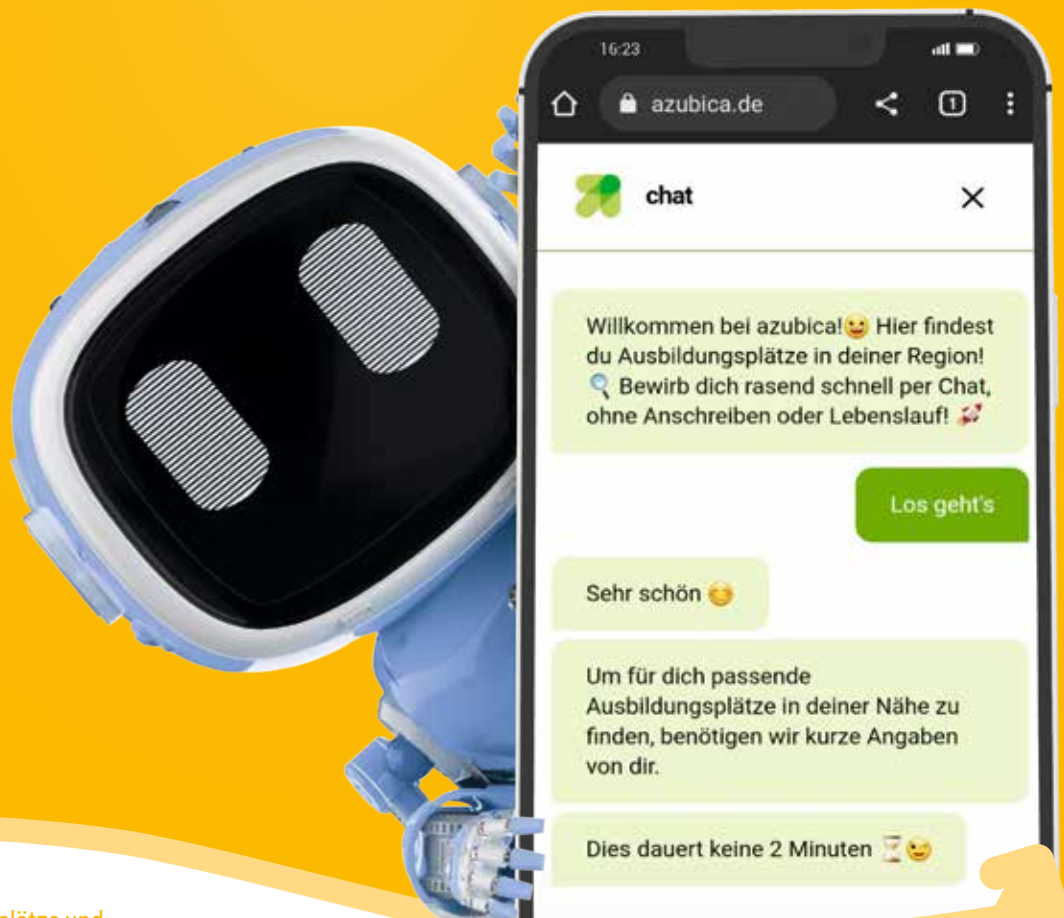 16:23
azubica.de
1
chat
Willkommen bei azubica!😀 Hier findest
du Ausbildungsplätze in deiner Region!
🔍 Bewirb dich rasend schnell per Chat,
ohne Anschreiben oder Lebenslauf! 🚀
Los geht's
Sehr schön 😊
Um für dich passende
Ausbildungsplätze in deiner Nähe zu
finden, benötigen wir kurze Angaben
von dir.
Dies dauert keine 2 Minuten ⏳😉
und